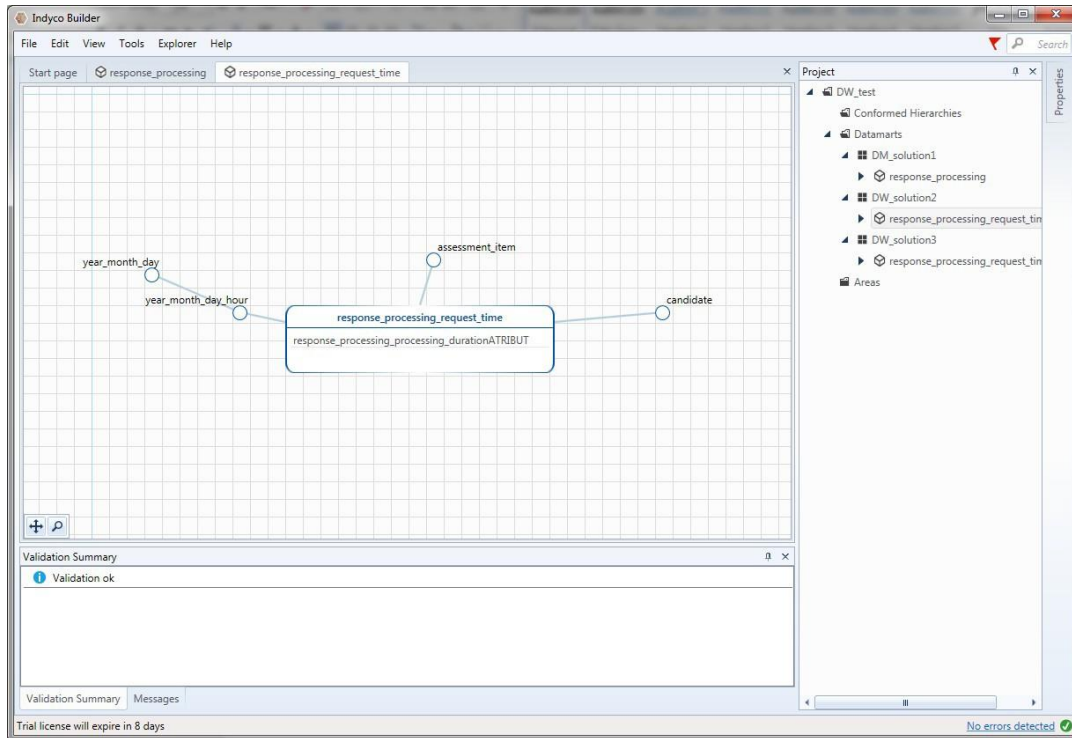 Indyco Builder
File Edit View Tools Explorer Help
Search
Start page response_processing response_processing_request_time
Project
Properties
DW_test
Conformed Hierarchies
Datamarts
DM_solution1
response_processing
DW_solution2
response_processing_request_tim
DW_solution3
response_processing_request_tim
Areas
assessment_item
year_month_day
year_month_day_hour
candidate
response_processing_request_time
response_processing_processing_durationATRIBUT
Validation Summary
Validation ok
Validation Summary Messages
Trial license will expire in 8 days
No errors detected